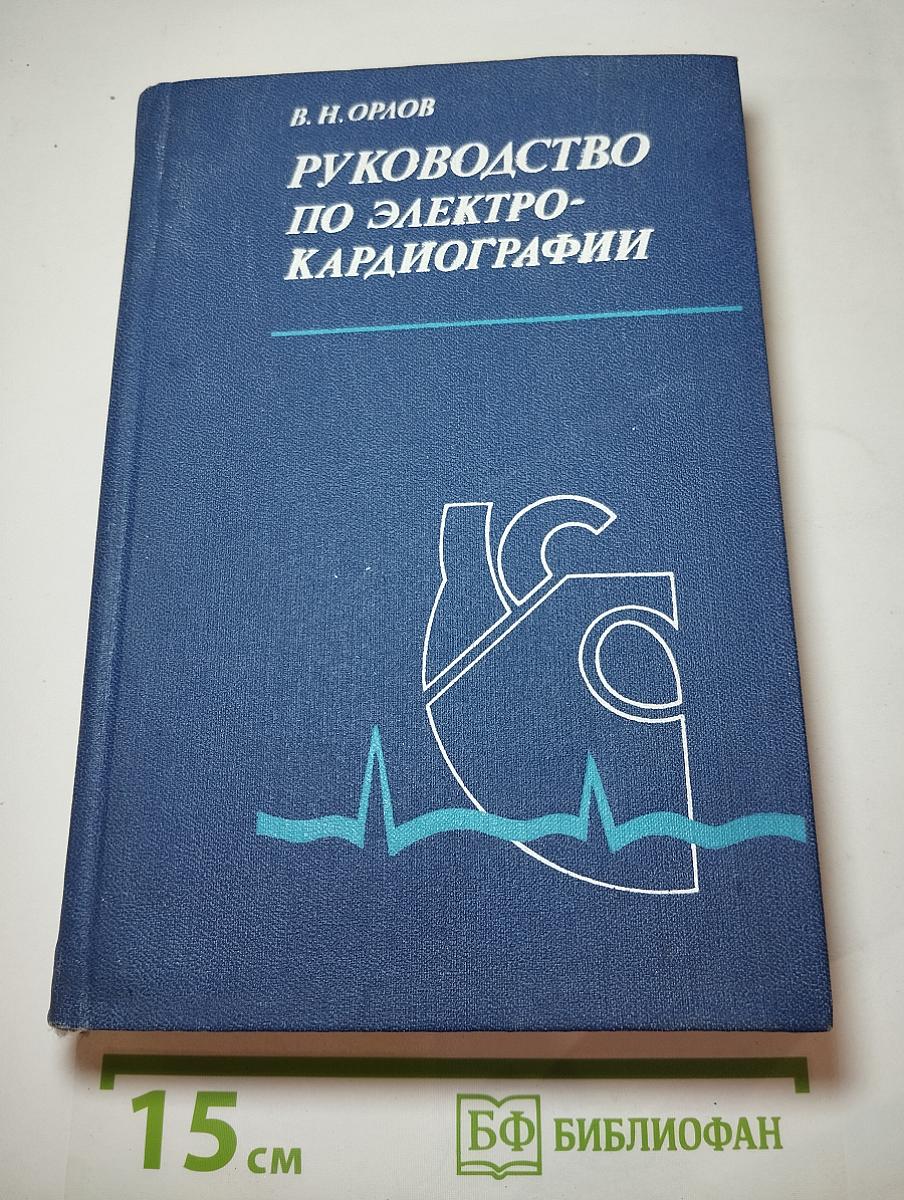 В. Н. ОРЛОВ
РУКОВОДСТВО
ПО ЭЛЕКТРО-
КАРДИОГРАФИИ
15 см
БФ БИБЛИОФАН